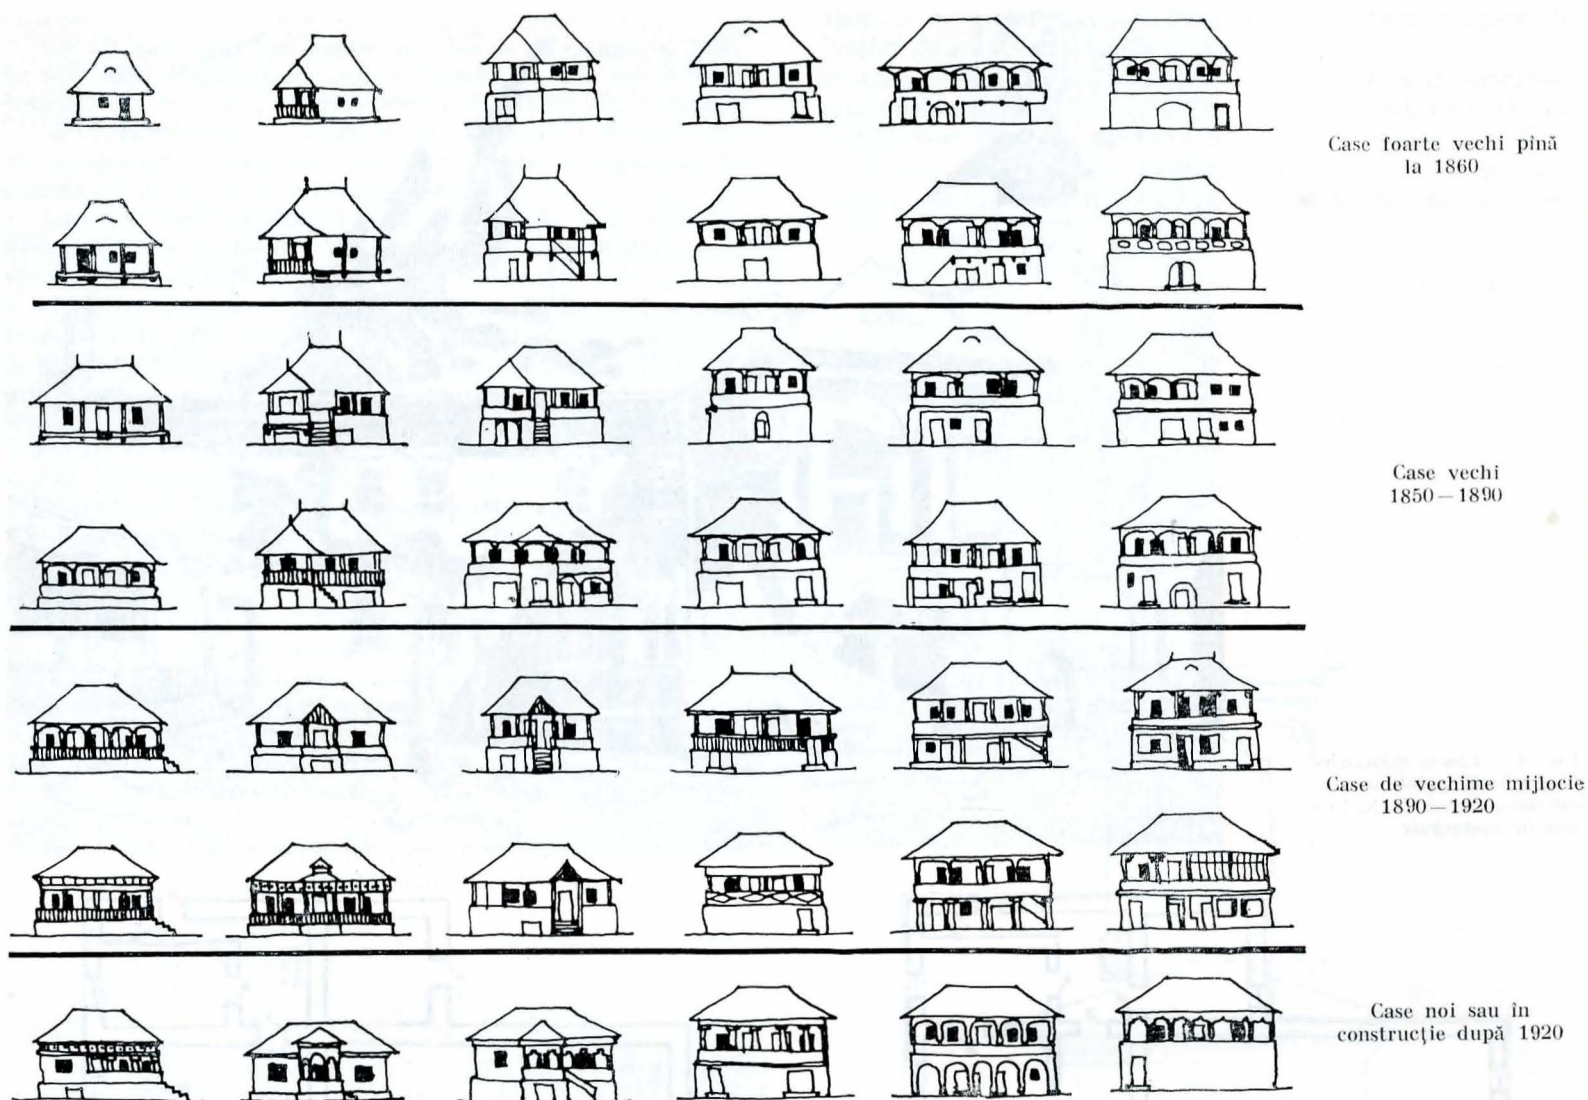 Case foarte vechi pînă
la 1860
Case vechi
1850–1890
Case de vechime mijlocie
1890–1920
Case noi sau în
construcţie după 1920